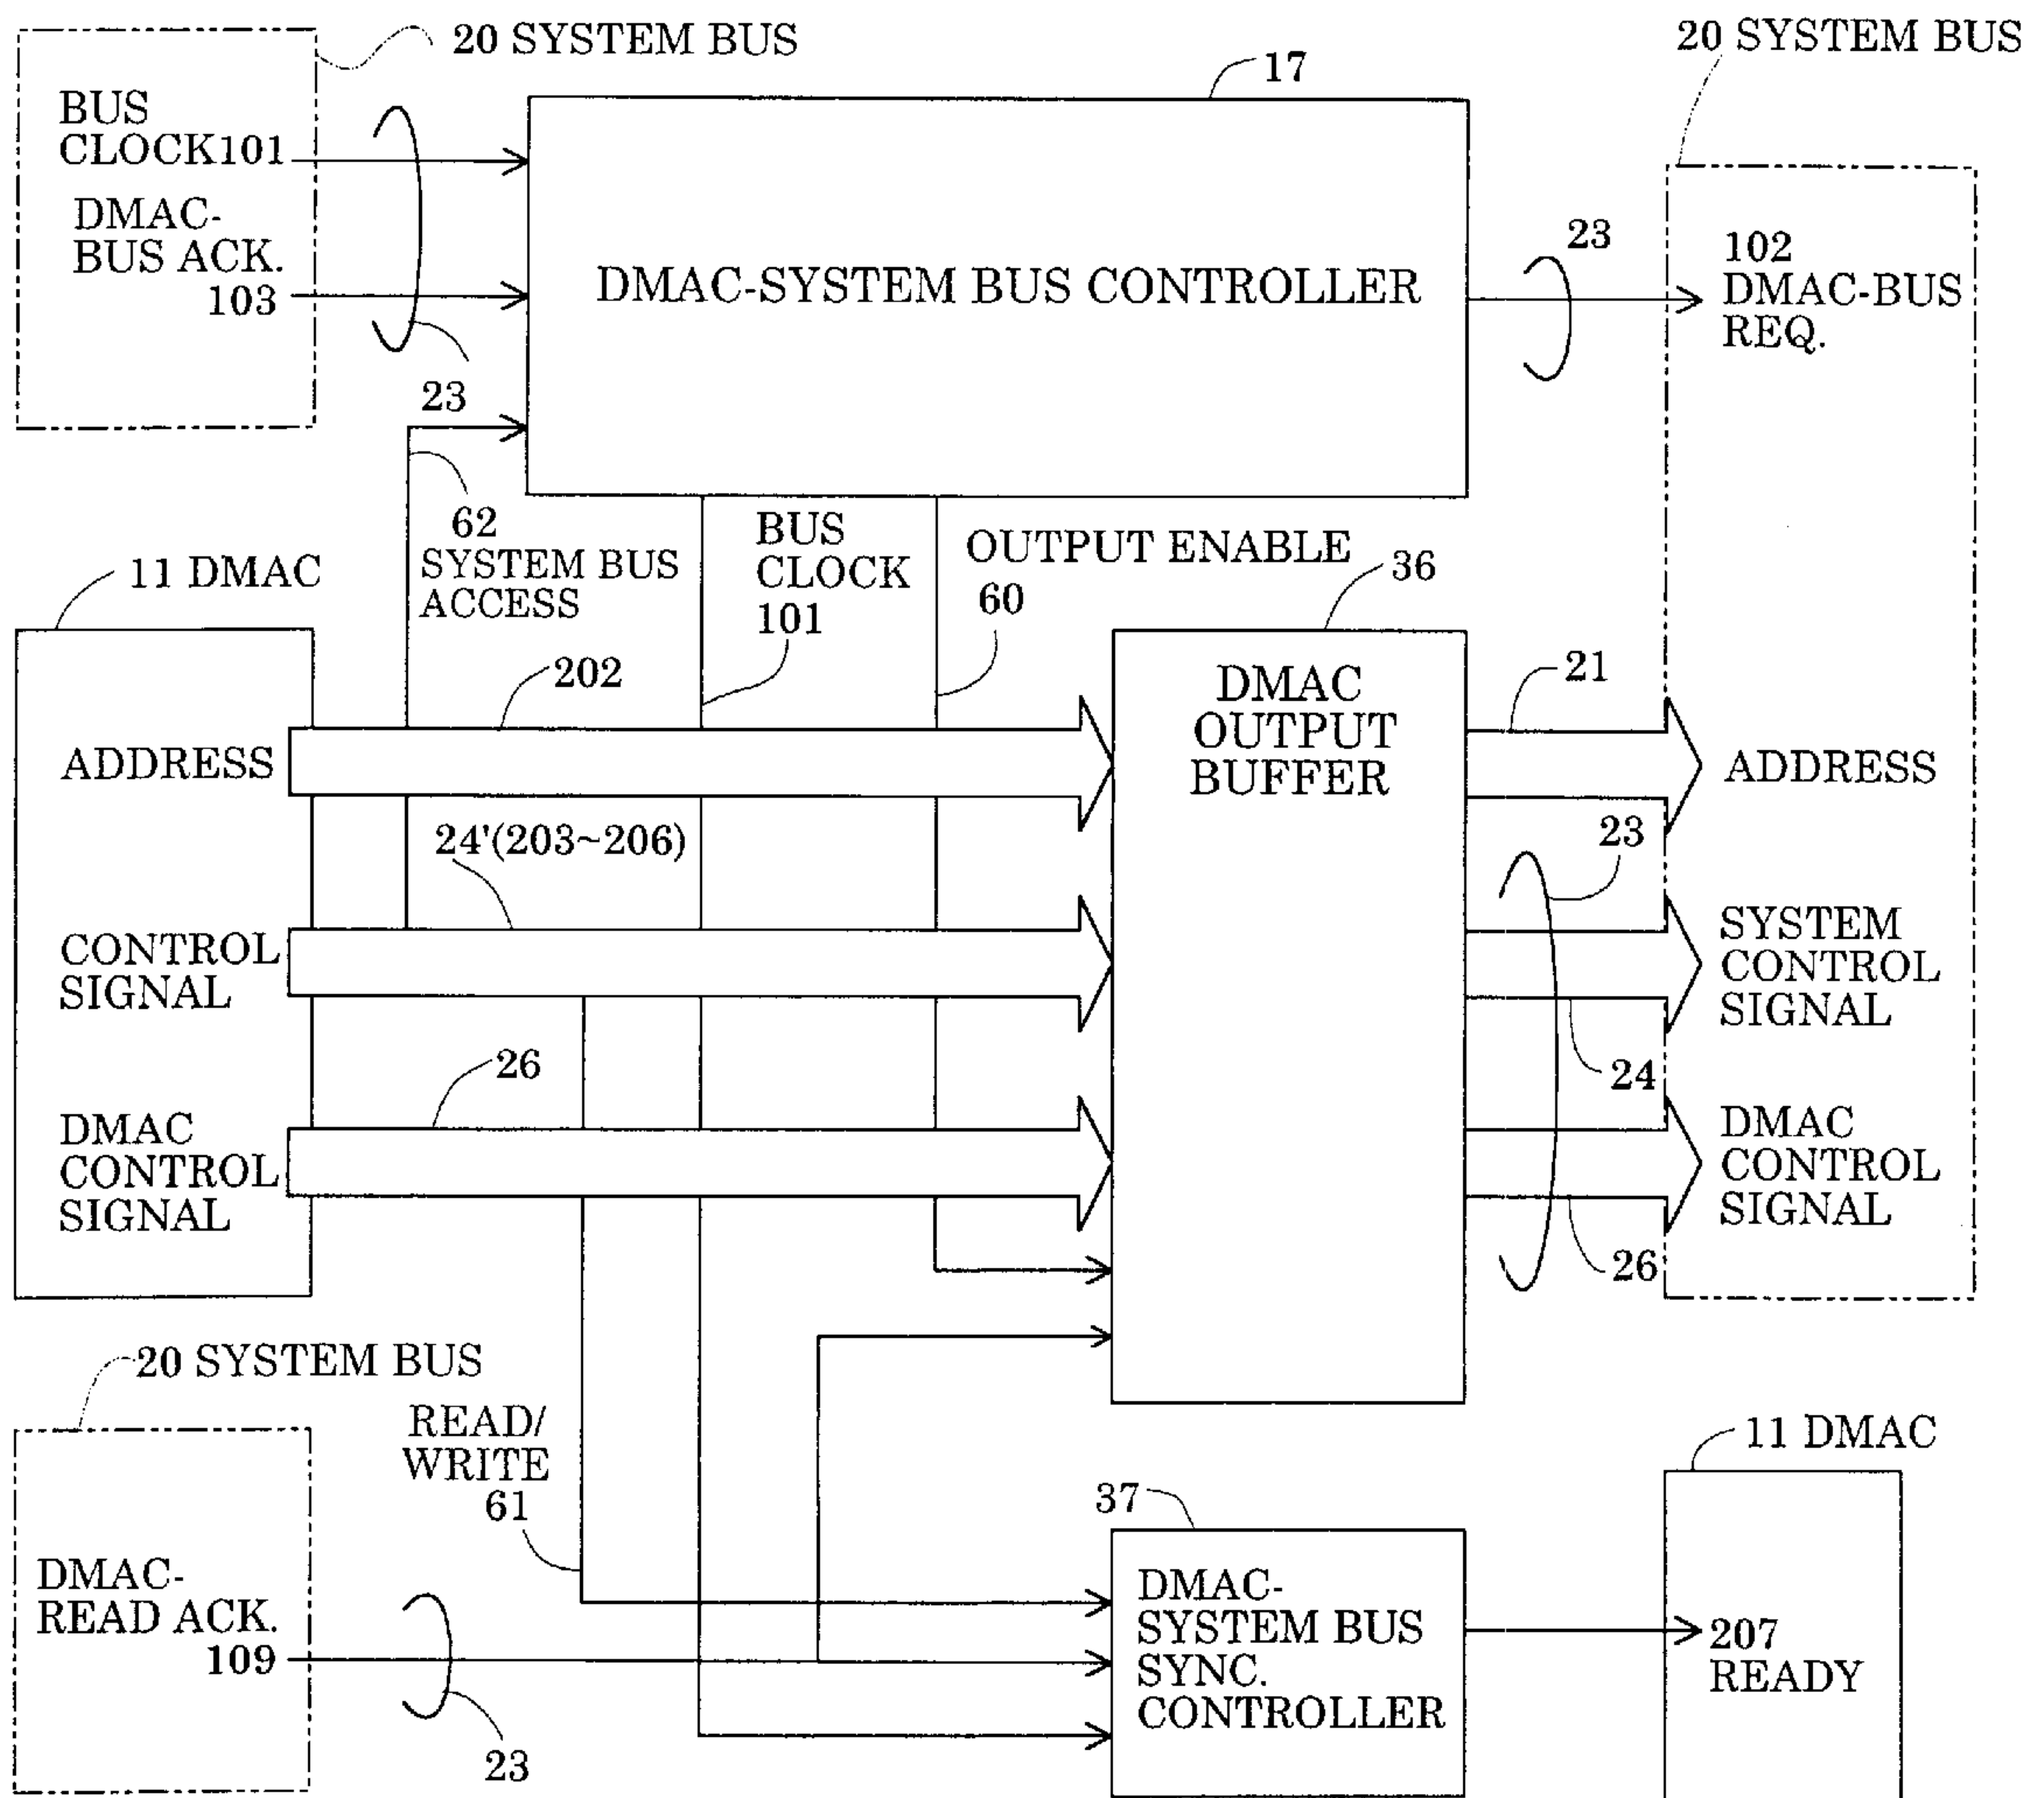 20 SYSTEM BUS
BUS
CLOCK101
DMAC-
BUS ACK.
103
23
17
DMAC-SYSTEM BUS CONTROLLER
20 SYSTEM BUS
23
102
DMAC-BUS
REQ.
62
SYSTEM BUS
ACCESS
BUS
CLOCK
101
OUTPUT ENABLE
60
11 DMAC
ADDRESS
CONTROL
SIGNAL
DMAC
CONTROL
SIGNAL
202
24'(203~206)
26
36
DMAC
OUTPUT
BUFFER
21
ADDRESS
23
SYSTEM
CONTROL
SIGNAL
24
DMAC
CONTROL
SIGNAL
26
20 SYSTEM BUS
DMAC-
READ ACK.
109
23
READ/
WRITE
61
37
DMAC-
SYSTEM BUS
SYNC.
CONTROLLER
11 DMAC
207
READY